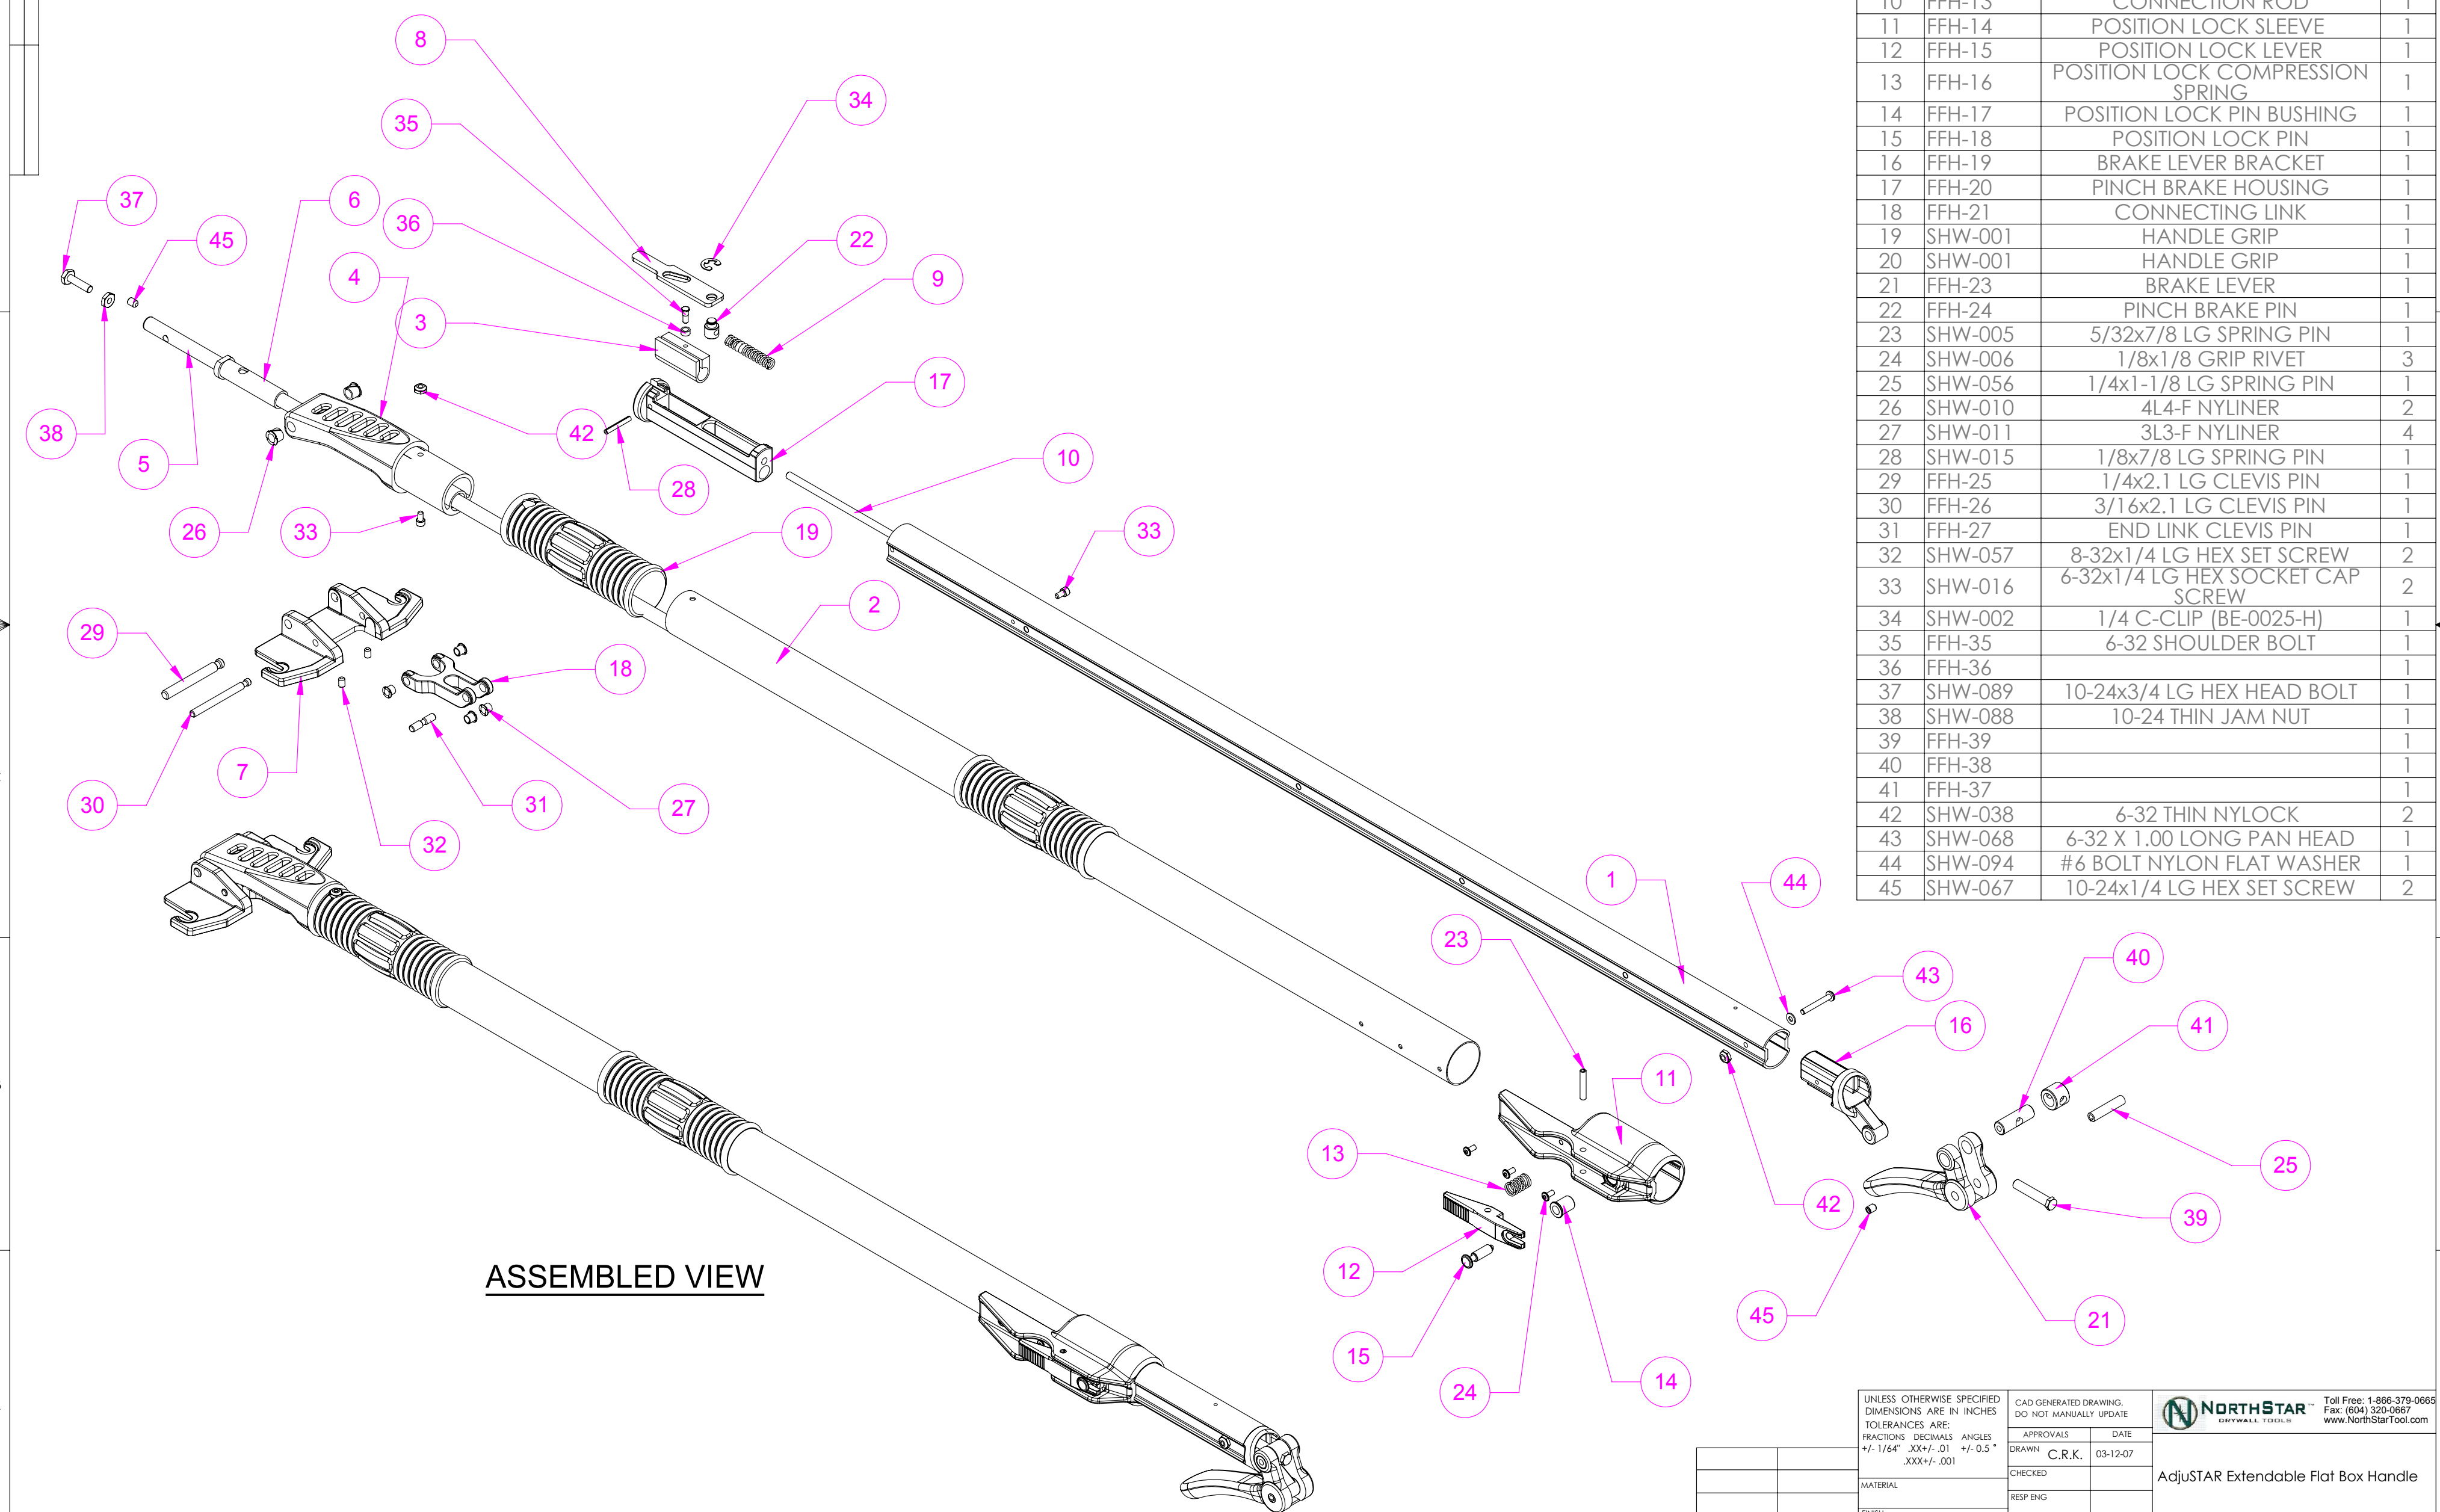 10 FFH-13 CONNECTION ROD 1
11 FFH-14 POSITION LOCK SLEEVE 1
12 FFH-15 POSITION LOCK LEVER 1
13 FFH-16 POSITION LOCK COMPRESSION SPRING 1
14 FFH-17 POSITION LOCK PIN BUSHING 1
15 FFH-18 POSITION LOCK PIN 1
16 FFH-19 BRAKE LEVER BRACKET 1
17 FFH-20 PINCH BRAKE HOUSING 1
18 FFH-21 CONNECTING LINK 1
19 SHW-001 HANDLE GRIP 1
20 SHW-001 HANDLE GRIP 1
21 FFH-23 BRAKE LEVER 1
22 FFH-24 PINCH BRAKE PIN 1
23 SHW-005 5/32x7/8 LG SPRING PIN 1
24 SHW-006 1/8x1/8 GRIP RIVET 3
25 SHW-056 1/4x1-1/8 LG SPRING PIN 1
26 SHW-010 4L4-F NYLINER 2
27 SHW-011 3L3-F NYLINER 4
28 SHW-015 1/8x7/8 LG SPRING PIN 1
29 FFH-25 1/4x2.1 LG CLEVIS PIN 1
30 FFH-26 3/16x2.1 LG CLEVIS PIN 1
31 FFH-27 END LINK CLEVIS PIN 1
32 SHW-057 8-32x1/4 LG HEX SET SCREW 2
33 SHW-016 6-32x1/4 LG HEX SOCKET CAP SCREW 2
34 SHW-002 1/4 C-CLIP (BE-0025-H) 1
35 FFH-35 6-32 SHOULDER BOLT 1
36 FFH-36 1
37 SHW-089 10-24x3/4 LG HEX HEAD BOLT 1
38 SHW-088 10-24 THIN JAM NUT 1
39 FFH-39 1
40 FFH-38 1
41 FFH-37 1
42 SHW-038 6-32 THIN NYLOCK 2
43 SHW-068 6-32 X 1.00 LONG PAN HEAD 1
44 SHW-094 #6 BOLT NYLON FLAT WASHER 1
45 SHW-067 10-24x1/4 LG HEX SET SCREW 2
8
34
35
37
6
36
45
22
4
9
3
17
38
42
5
10
28
26
33
19
33
2
29
18
7
30
31
27
32
1
44
23
40
43
16
41
11
13
25
42
39
12
45
21
15
24
14
ASSEMBLED VIEW
UNLESS OTHERWISE SPECIFIED
DIMENSIONS ARE IN INCHES
TOLERANCES ARE:
FRACTIONS DECIMALS ANGLES
+/- 1/64" .XX+/- .01 +/- 0.5 °
.XXX+/- .001
MATERIAL
CAD GENERATED DRAWING,
DO NOT MANUALLY UPDATE
APPROVALS DATE
DRAWN C.R.K. 03-12-07
CHECKED
RESP ENG
NORTHSTAR™
DRYWALL TOOLS
Toll Free: 1-866-379-0665
Fax: (604) 320-0667
www.NorthStarTool.com
AdjuSTAR Extendable Flat Box Handle